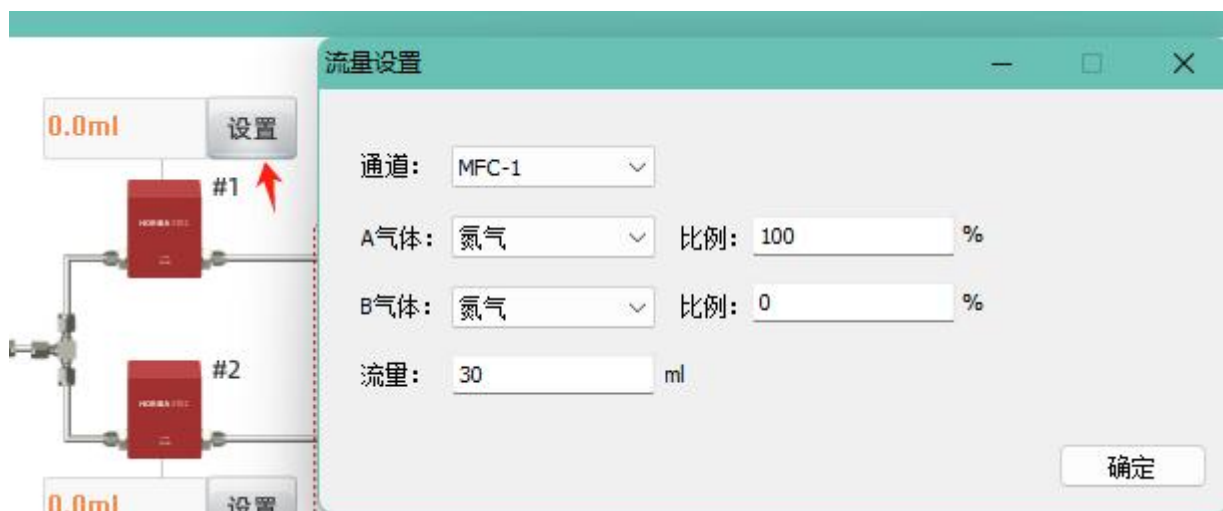 流量设置
0.0ml 设置
#1
通道: MFC-1
A气体: 氮气 比例: 100 %
B气体: 氮气 比例: 0 %
#2
流里: 30 ml
确定
0.0ml 设置